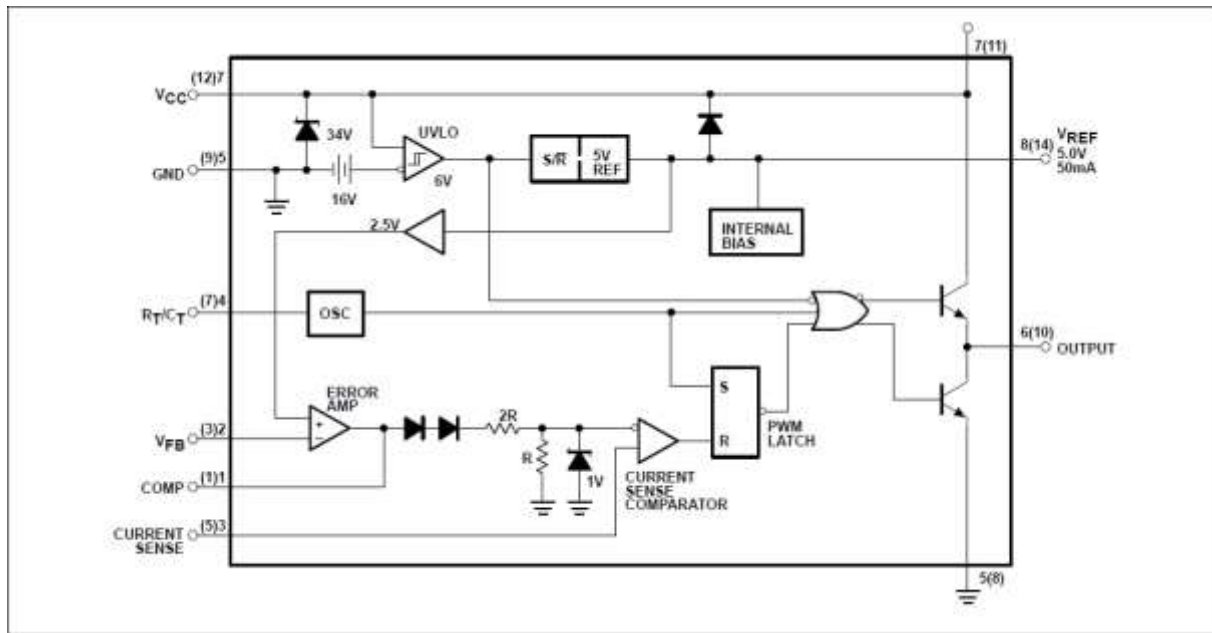 7(11)
(12)7
VCC
34V
UVLO
(9)5
GND
16V
6V
S/R̅
5V
REF
8(14)
VREF
5.0V
50mA
2.5V
INTERNAL
BIAS
(7)4
RT/CT
OSC
6(10)
OUTPUT
ERROR
AMP
+
−
(3)2
VFB
2R
R
1V
S
R
PWM
LATCH
CURRENT
SENSE
COMPARATOR
(1)1
COMP
(5)3
CURRENT
SENSE
5(8)